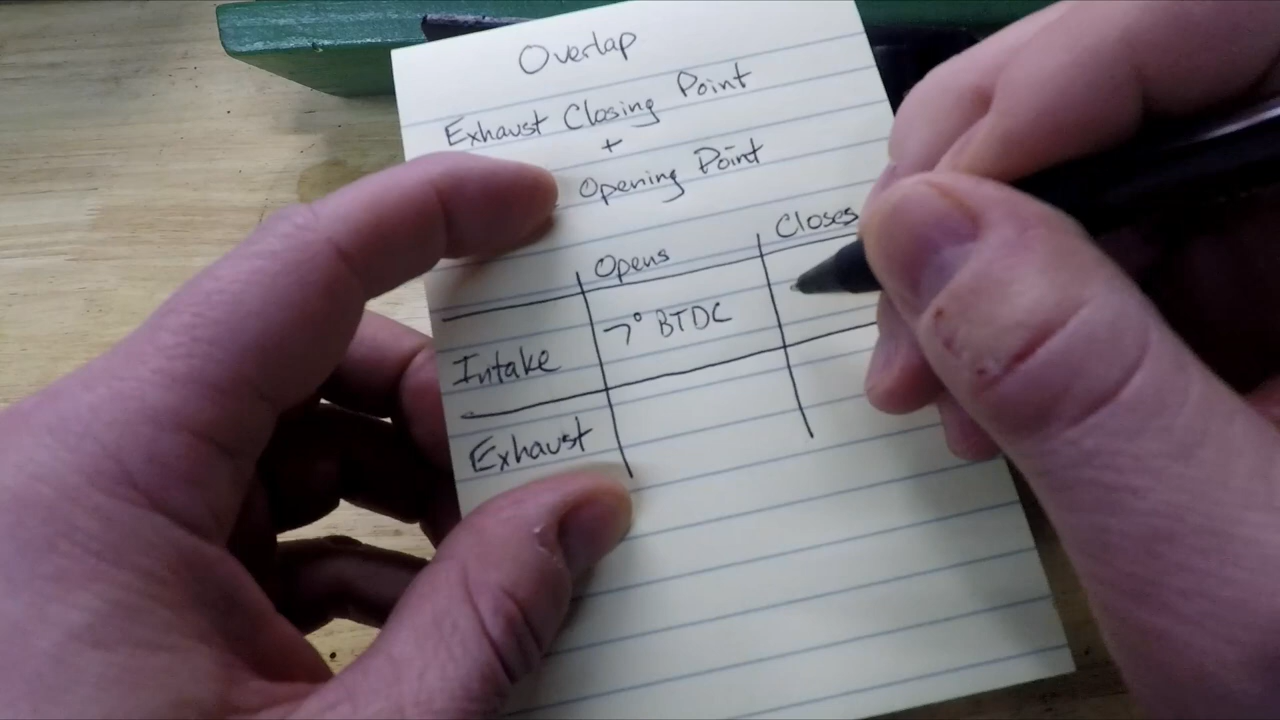 Overlap
Exhaust Closing Point
+
Opening Point
Opens Closes
Intake 7° BTDC
Exhaust